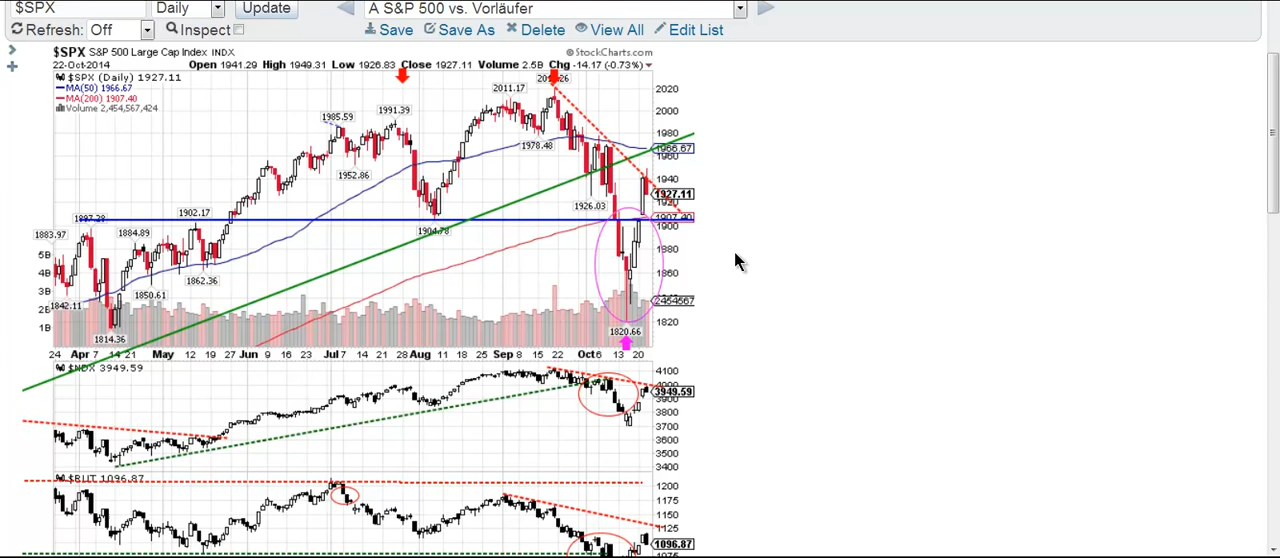 $SPX Daily Update A S&P 500 vs. Vorläufer
Refresh: Off Inspect Save Save As Delete View All Edit List
$SPX S&P 500 Large Cap Index INDX ©StockCharts.com
22-Oct-2014 Open 1941.29 High 1949.31 Low 1926.83 Close 1927.11 Volume 2.5B Chg -14.17 (-0.73%)
$SPX (Daily) 1927.11
MA(50) 1966.67
MA(200) 1907.40
Volume 2,454,567,424
2011.17
1991.39
1985.59
1978.48
1952.86
1926.03
1902.17
1897.28
1904.78
1883.97
1884.89
1862.36
1850.61
1842.11
1820.66
1814.36
2020
2000
1980
1966.67
1960
1940
1927.11
1920
1907.40
1900
1880
1860
2454567
1820
5B
4B
3B
2B
1B
24 Apr 7 14 21 May 12 19 27 Jun 9 16 23 Jul 7 14 21 28 Aug 11 18 25 Sep 8 15 22 Oct 6 13 20
$NDX 3949.59
4100
4000
3949.59
3800
3700
3600
3500
3400
$RUT 1096.87
1200
1175
1150
1125
1096.87
1075